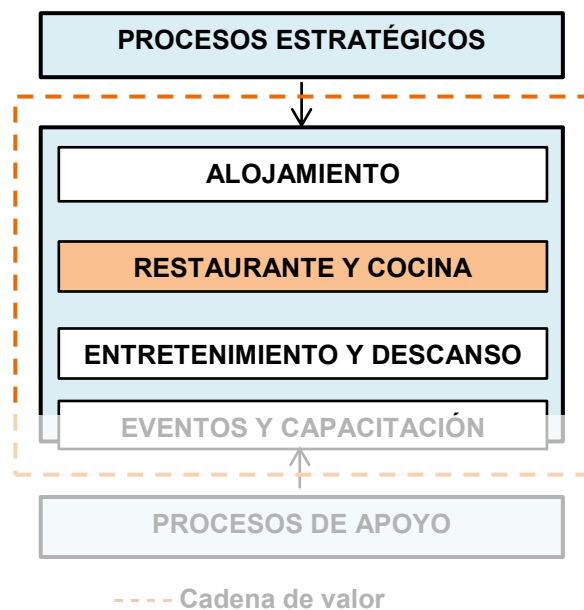 PROCESOS ESTRATÉGICOS
ALOJAMIENTO
RESTAURANTE Y COCINA
ENTRETENIMIENTO Y DESCANSO
EVENTOS Y CAPACITACIÓN
PROCESOS DE APOYO
Cadena de valor